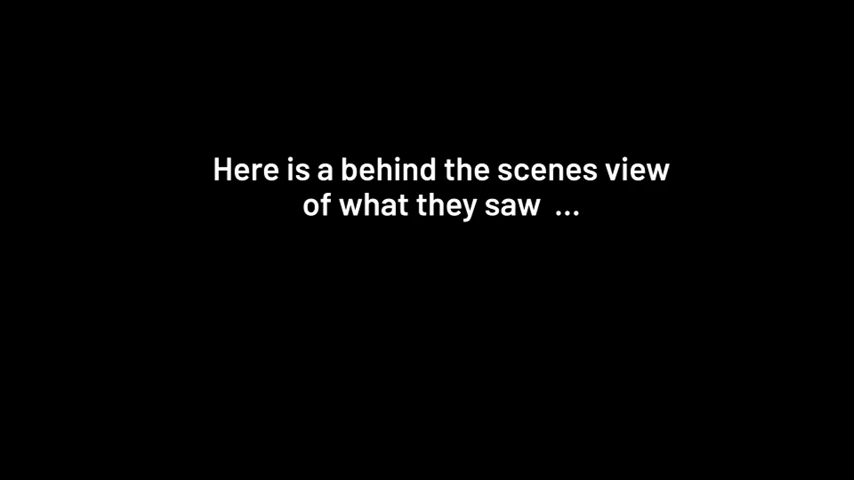 Here is a behind the scenes view
of what they saw ...